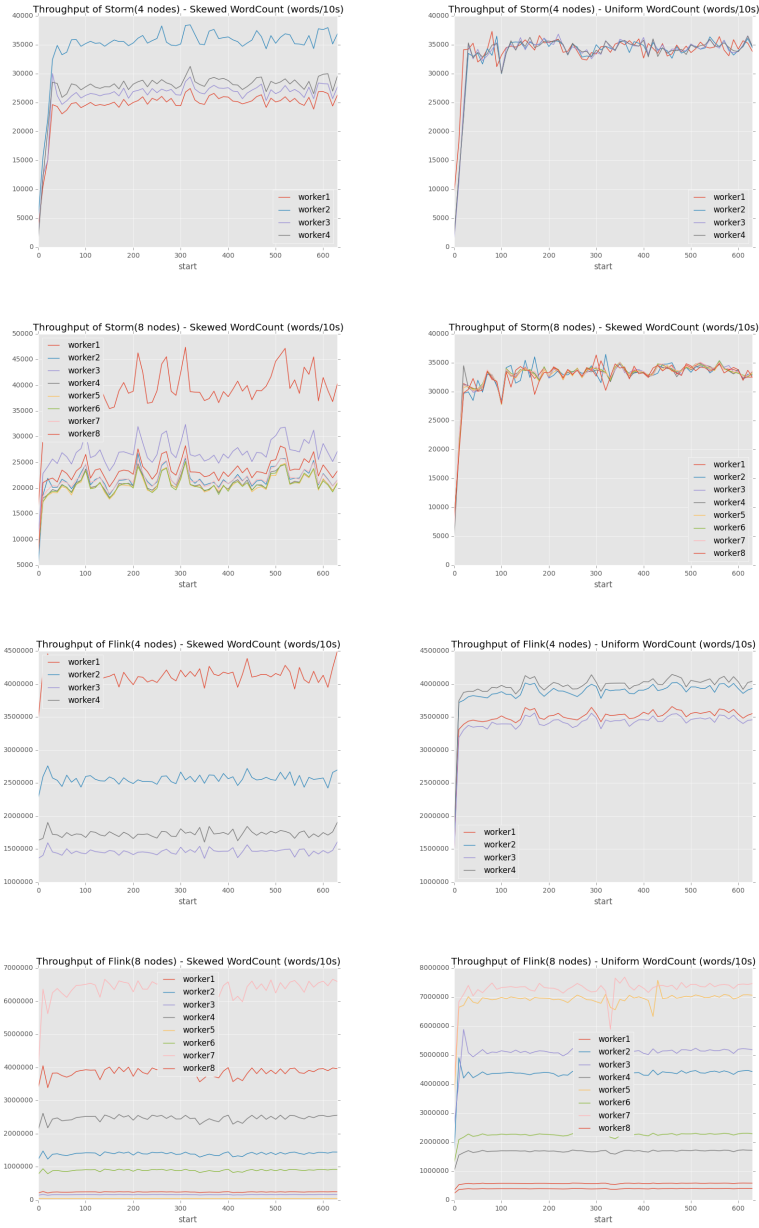 Throughput of Storm(4 nodes) - Skewed WordCount (words/10s)
40000
35000
30000
25000
20000
15000
10000
5000
0
worker1
worker2
worker3
worker4
0 100 200 300 400 500 600
start
Throughput of Storm(4 nodes) - Uniform WordCount (words/10s)
40000
35000
30000
25000
20000
15000
10000
5000
0
worker1
worker2
worker3
worker4
0 100 200 300 400 500 600
start
Throughput of Storm(8 nodes) - Skewed WordCount (words/10s)
50000
45000
40000
35000
30000
25000
20000
15000
10000
5000
worker1
worker2
worker3
worker4
worker5
worker6
worker7
worker8
0 100 200 300 400 500 600
start
Throughput of Storm(8 nodes) - Skewed WordCount (words/10s)
40000
35000
30000
25000
20000
15000
10000
5000
0
worker1
worker2
worker3
worker4
worker5
worker6
worker7
worker8
0 100 200 300 400 500 600
start
Throughput of Flink(4 nodes) - Skewed WordCount (words/10s)
4500000
4000000
3500000
3000000
2500000
2000000
1500000
1000000
worker1
worker2
worker3
worker4
0 100 200 300 400 500 600
start
Throughput of Flink(4 nodes) - Uniform WordCount (words/10s)
4500000
4000000
3500000
3000000
2500000
2000000
1500000
1000000
worker1
worker2
worker3
worker4
0 100 200 300 400 500 600
start
Throughput of Flink(8 nodes) - Skewed WordCount (words/10s)
7000000
6000000
5000000
4000000
3000000
2000000
1000000
0
worker1
worker2
worker3
worker4
worker5
worker6
worker7
worker8
0 100 200 300 400 500 600
start
Throughput of Flink(8 nodes) - Uniform WordCount (words/10s)
8000000
7000000
6000000
5000000
4000000
3000000
2000000
1000000
0
worker1
worker2
worker3
worker4
worker5
worker6
worker7
worker8
0 100 200 300 400 500 600
start